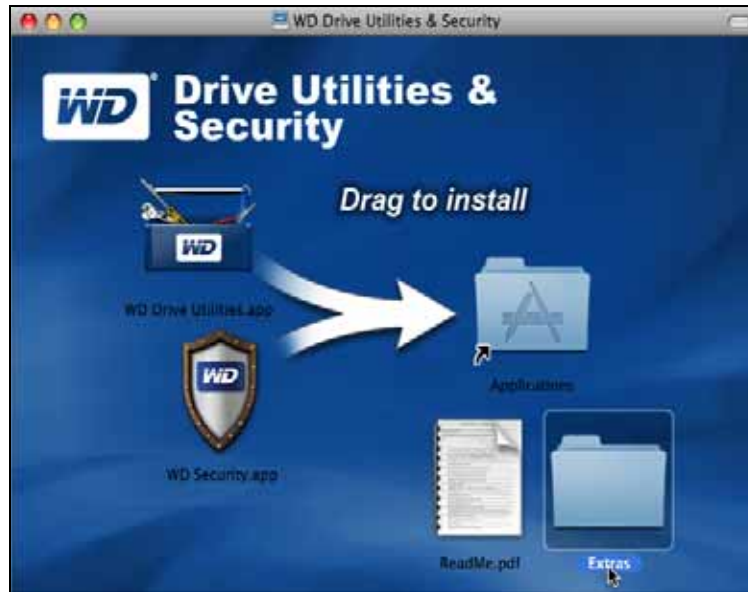 WD Drive Utilities & Security
WD
Drive Utilities &
Security
Drag to install
WD
WD Drive Utilities.app
WD
WD Security.app
Applications
ReadMe.pdf
Extras